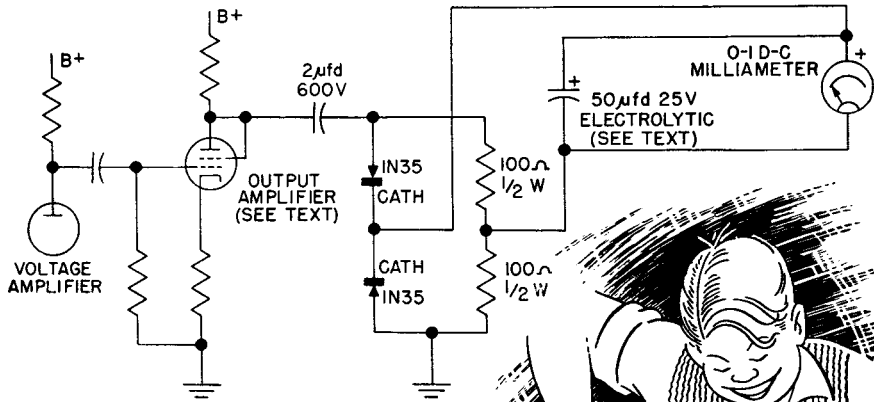 B+
B+
2µfd
600V
0-1 D-C
MILLIAMETER
+
+
50µfd 25V
ELECTROLYTIC
(SEE TEXT)
IN35
CATH
100Ω
1/2 W
OUTPUT
AMPLIFIER
(SEE TEXT)
VOLTAGE
AMPLIFIER
CATH
IN35
100Ω
1/2 W